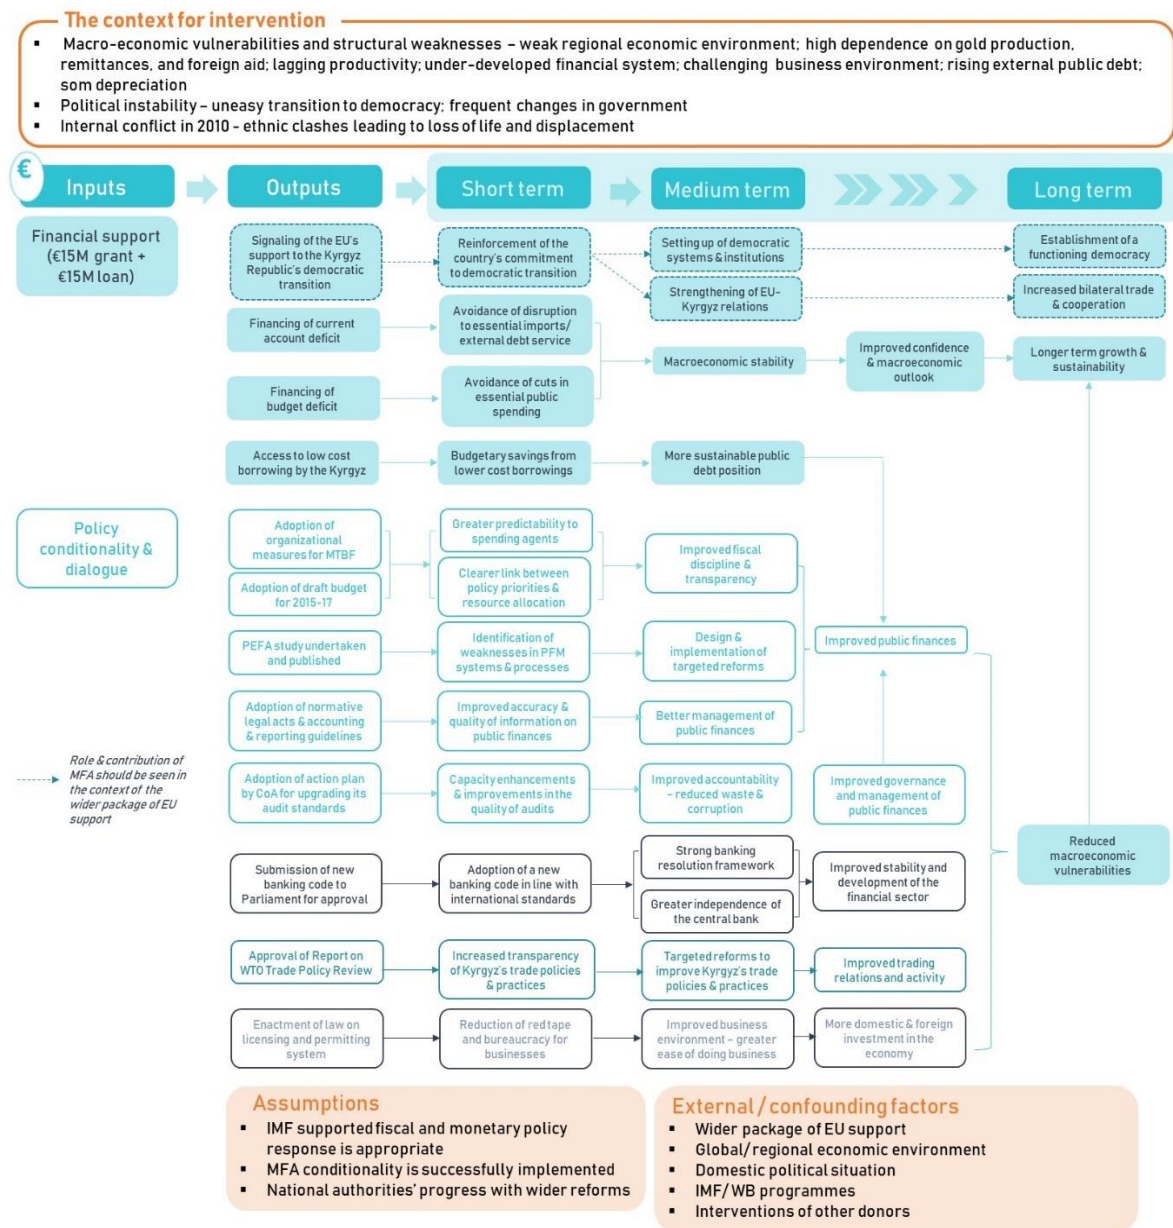 The context for intervention
▪ Macro-economic vulnerabilities and structural weaknesses – weak regional economic environment; high dependence on gold production,
remittances, and foreign aid; lagging productivity; under-developed financial system; challenging business environment; rising external public debt;
som depreciation
▪ Political instability – uneasy transition to democracy; frequent changes in government
▪ Internal conflict in 2010 - ethnic clashes leading to loss of life and displacement
€
Inputs
Outputs
Short term
Medium term
Long term
Financial support
(€15M grant +
€15M loan)
Signaling of the EU's
support to the Kyrgyz
Republic's democratic
transition
Reinforcement of the
country's commitment
to democratic transition
Setting up of democratic
systems & institutions
Establishment of a
functioning democracy
Strengthening of EU-
Kyrgyz relations
Increased bilateral trade
& cooperation
Financing of current
account deficit
Avoidance of disruption
to essential imports/
external debt service
Macroeconomic stability
Improved confidence
& macroeconomic
outlook
Longer term growth &
sustainability
Financing of
budget deficit
Avoidance of cuts in
essential public
spending
Access to low cost
borrowing by the Kyrgyz
Budgetary savings from
lower cost borrowings
More sustainable public
debt position
Policy
conditionality &
dialogue
Adoption of
organizational
measures for MTBF
Greater predictability to
spending agents
Improved fiscal
discipline &
transparency
Adoption of draft budget
for 2015-17
Clearer link between
policy priorities &
resource allocation
PEFA study undertaken
and published
Identification of
weaknesses in PFM
systems & processes
Design &
implementation of
targeted reforms
Improved public finances
Adoption of normative
legal acts & accounting
& reporting guidelines
Improved accuracy &
quality of information on
public finances
Better management of
public finances
Role & contribution of
MFA should be seen in
the context of the
wider package of EU
support
Adoption of action plan
by CoA for upgrading its
audit standards
Capacity enhancements
& improvements in the
quality of audits
Improved accountability
– reduced waste &
corruption
Improved governance
and management of
public finances
Submission of new
banking code to
Parliament for approval
Adoption of a new
banking code in line with
international standards
Strong banking
resolution framework
Greater independence of
the central bank
Improved stability and
development of the
financial sector
Reduced
macroeconomic
vulnerabilities
Approval of Report on
WTO Trade Policy Review
Increased transparency
of Kyrgyz's trade policies
& practices
Targeted reforms to
improve Kyrgyz's trade
policies & practices
Improved trading
relations and activity
Enactment of law on
licensing and permitting
system
Reduction of red tape
and bureaucracy for
businesses
Improved business
environment – greater
ease of doing business
More domestic & foreign
investment in the
economy
Assumptions
▪ IMF supported fiscal and monetary policy
response is appropriate
▪ MFA conditionality is successfully implemented
▪ National authorities' progress with wider reforms
External / confounding factors
▪ Wider package of EU support
▪ Global/regional economic environment
▪ Domestic political situation
▪ IMF/WB programmes
▪ Interventions of other donors